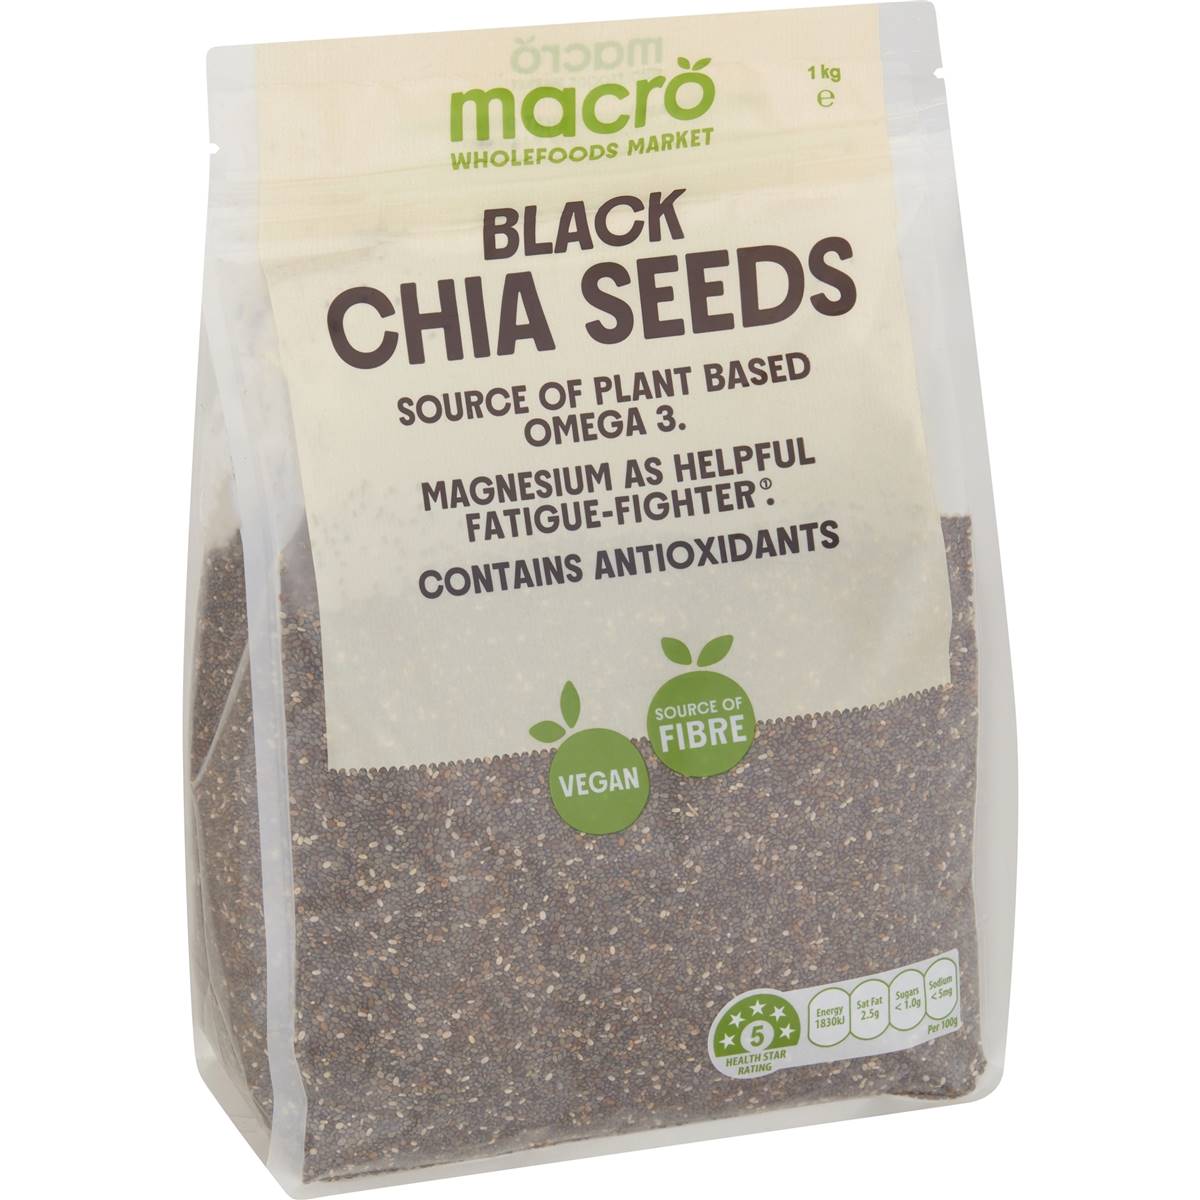 macro
WHOLEFOODS MARKET
1 kg
e
BLACK
CHIA SEEDS
SOURCE OF PLANT BASED
OMEGA 3.
MAGNESIUM AS HELPFUL
FATIGUE-FIGHTER①.
CONTAINS ANTIOXIDANTS
VEGAN
SOURCE OF
FIBRE
5
HEALTH STAR
RATING
Energy
1830kJ
Sat Fat
2.5g
Sugars
< 1.0g
Sodium
< 5mg
Per 100g